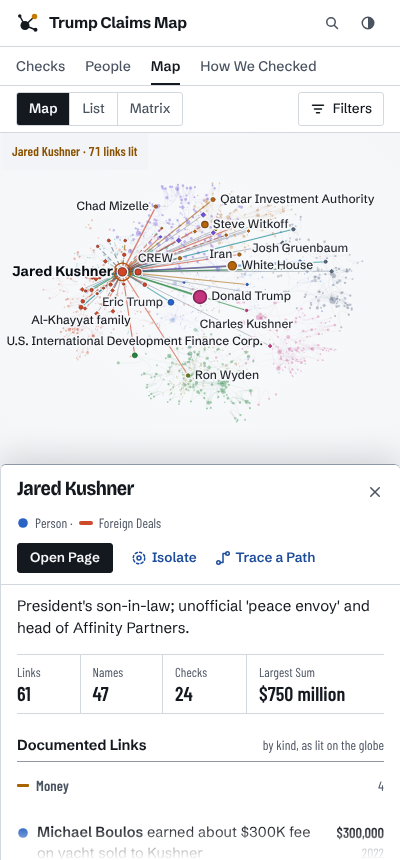 Trump Claims Map
Checks People Map How We Checked
Map List Matrix Filters
Jared Kushner · 71 links lit
Qatar Investment Authority
Chad Mizelle
Steve Witkoff
Josh Gruenbaum
CREW Iran
White House
Jared Kushner
Eric Trump Donald Trump
Al-Khayyat family Charles Kushner
U.S. International Development Finance Corp.
Ron Wyden
Jared Kushner
Person · Foreign Deals
Open Page Isolate Trace a Path
President's son-in-law; unofficial 'peace envoy' and
head of Affinity Partners.
Links Names Checks Largest Sum
61 47 24 $750 million
Documented Links by kind, as lit on the globe
Money 4
Michael Boulos earned about $300K fee $300,000
on yacht sold to Kushner 2022